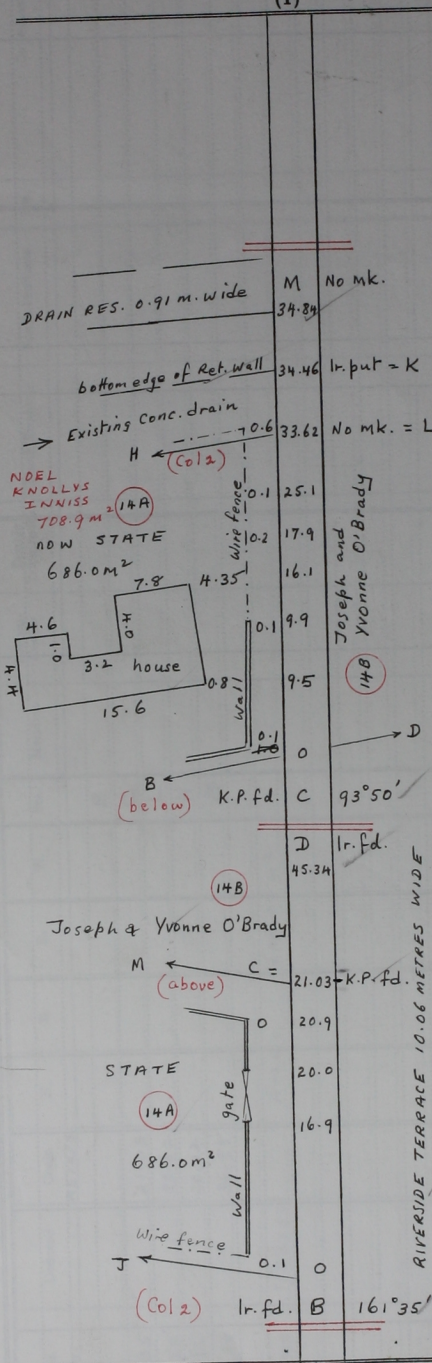 (1)
M No mk.
DRAIN RES. 0.91 m. wide
34.84
bottom edge of Ret. Wall 34.46 Ir. put = K
→ Existing Conc. drain
0.6 33.62 No mk. = L
H
(Col 2)
NOEL
KNOLLYS
INNISS
708.9 m² 14A
now STATE
686.0 m²
0.1 25.1
Wire fence
0.2 17.9
16.1
7.8 4.35
4.6
1.0
4.0
3.2 house
4.4
15.6
0.8
0.1 9.9
9.5
Wall
Joseph and
Yvonne O'Brady
14B
0.1
0
D
B
(below) K.P. fd. C 93°50'
D Ir. fd.
45.34
14B
Joseph & Yvonne O'Brady
M C =
(above) 21.03 K.P. fd.
0 20.9
STATE 20.0
gate
14A 16.9
686.0 m²
Wall
Wire fence
J 0.1 0
(Col 2) Ir. fd. B 161°35'
RIVERSIDE TERRACE 10.06 METRES WIDE